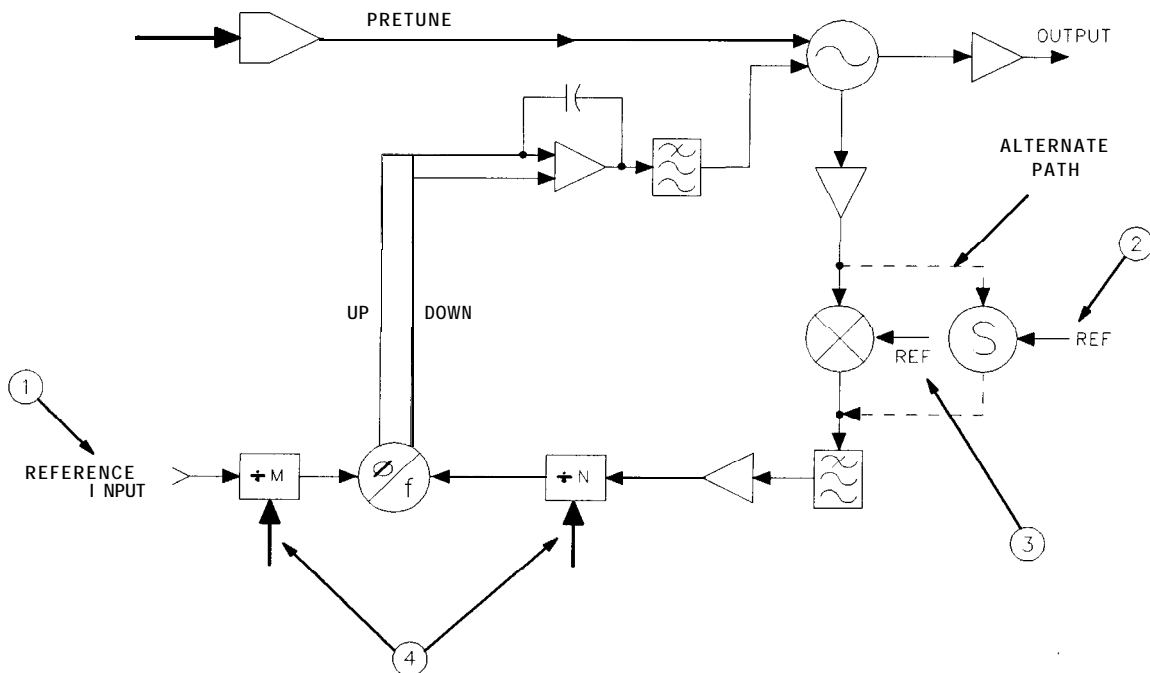 PRETUNE
OUTPUT
ALTERNATE
PATH
2
UP DOWN
S
REF
REF
1
REFERENCE
I NPUT
÷ M
ø/f
÷ N
3
4